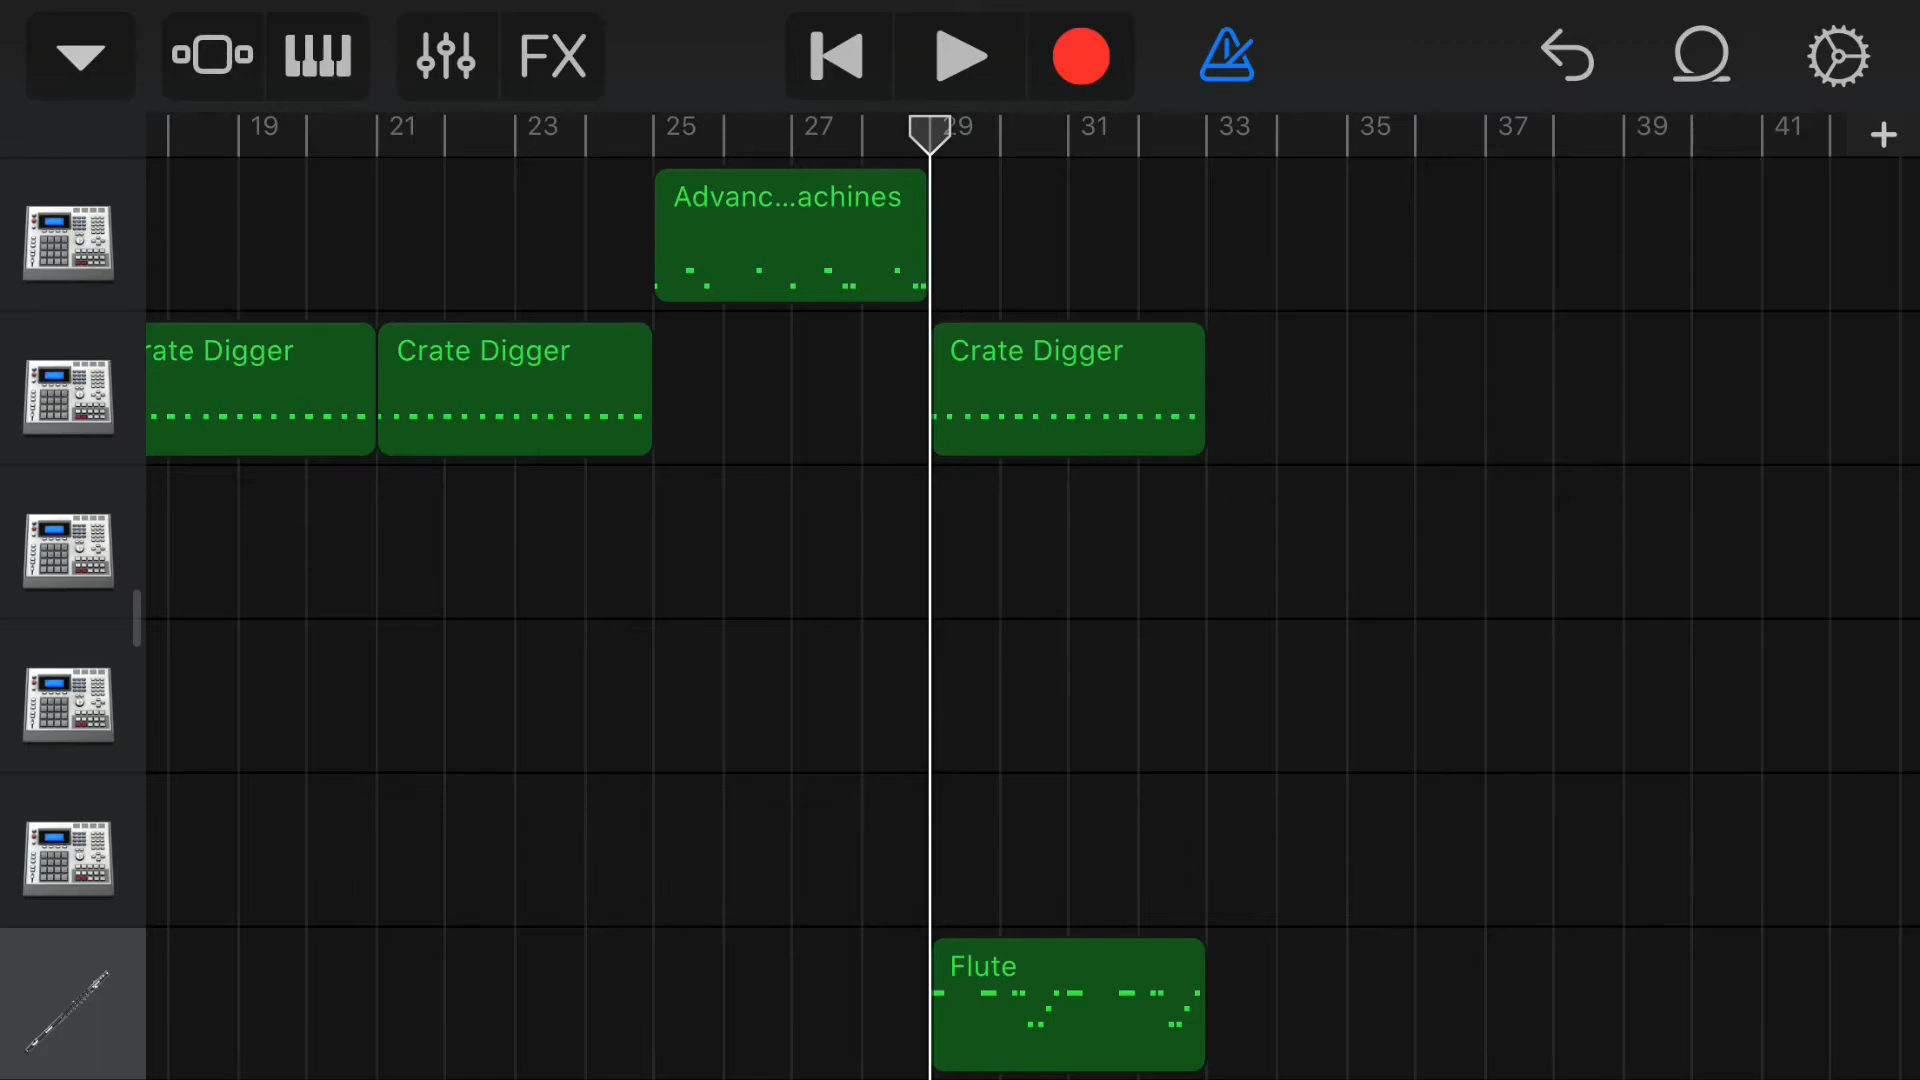 FX
19 21 23 25 27 29 31 33 35 37 39 41
Advanc...achines
rate Digger
Crate Digger
Crate Digger
Flute